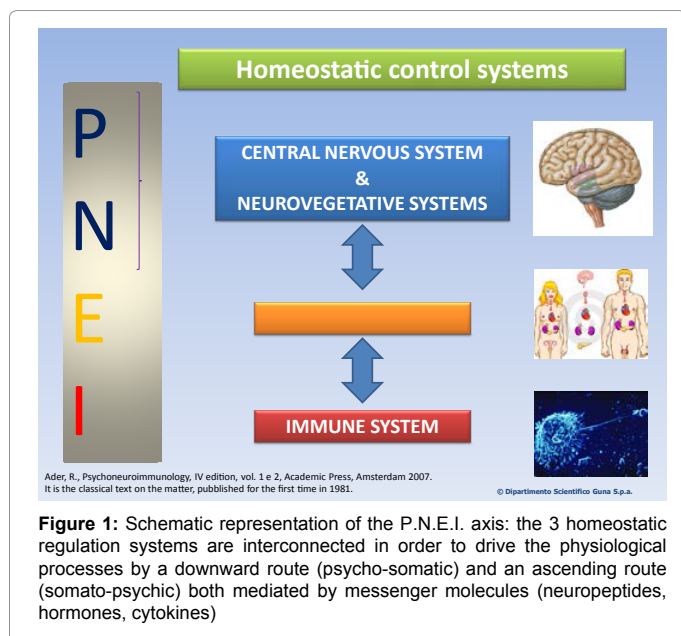 Homeostatic control systems
P
N
E
I
CENTRAL NERVOUS SYSTEM
&
NEUROVEGETATIVE SYSTEMS
IMMUNE SYSTEM
Ader, R., Psychoneuroimmunology, IV edition, vol. 1 e 2, Academic Press, Amsterdam 2007.
It is the classical text on the matter, pubblished for the first time in 1981.
© Dipartimento Scientifico Guna S.p.a.
Figure 1: Schematic representation of the P.N.E.I. axis: the 3 homeostatic
regulation systems are interconnected in order to drive the physiological
processes by a downward route (psycho-somatic) and an ascending route
(somato-psychic) both mediated by messenger molecules (neuropeptides,
hormones, cytokines)